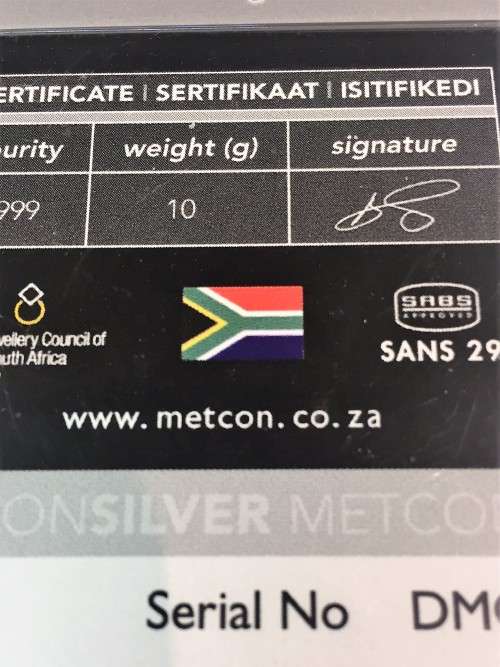 ERTIFICATE | SERTIFIKAAT | ISITIFIKEDI
urity weight (g) signature
999 10
vellery Council of
uth Africa
SABS
APPROVED
SANS 29
www.metcon.co.za
ONSILVER METCO
Serial No DM